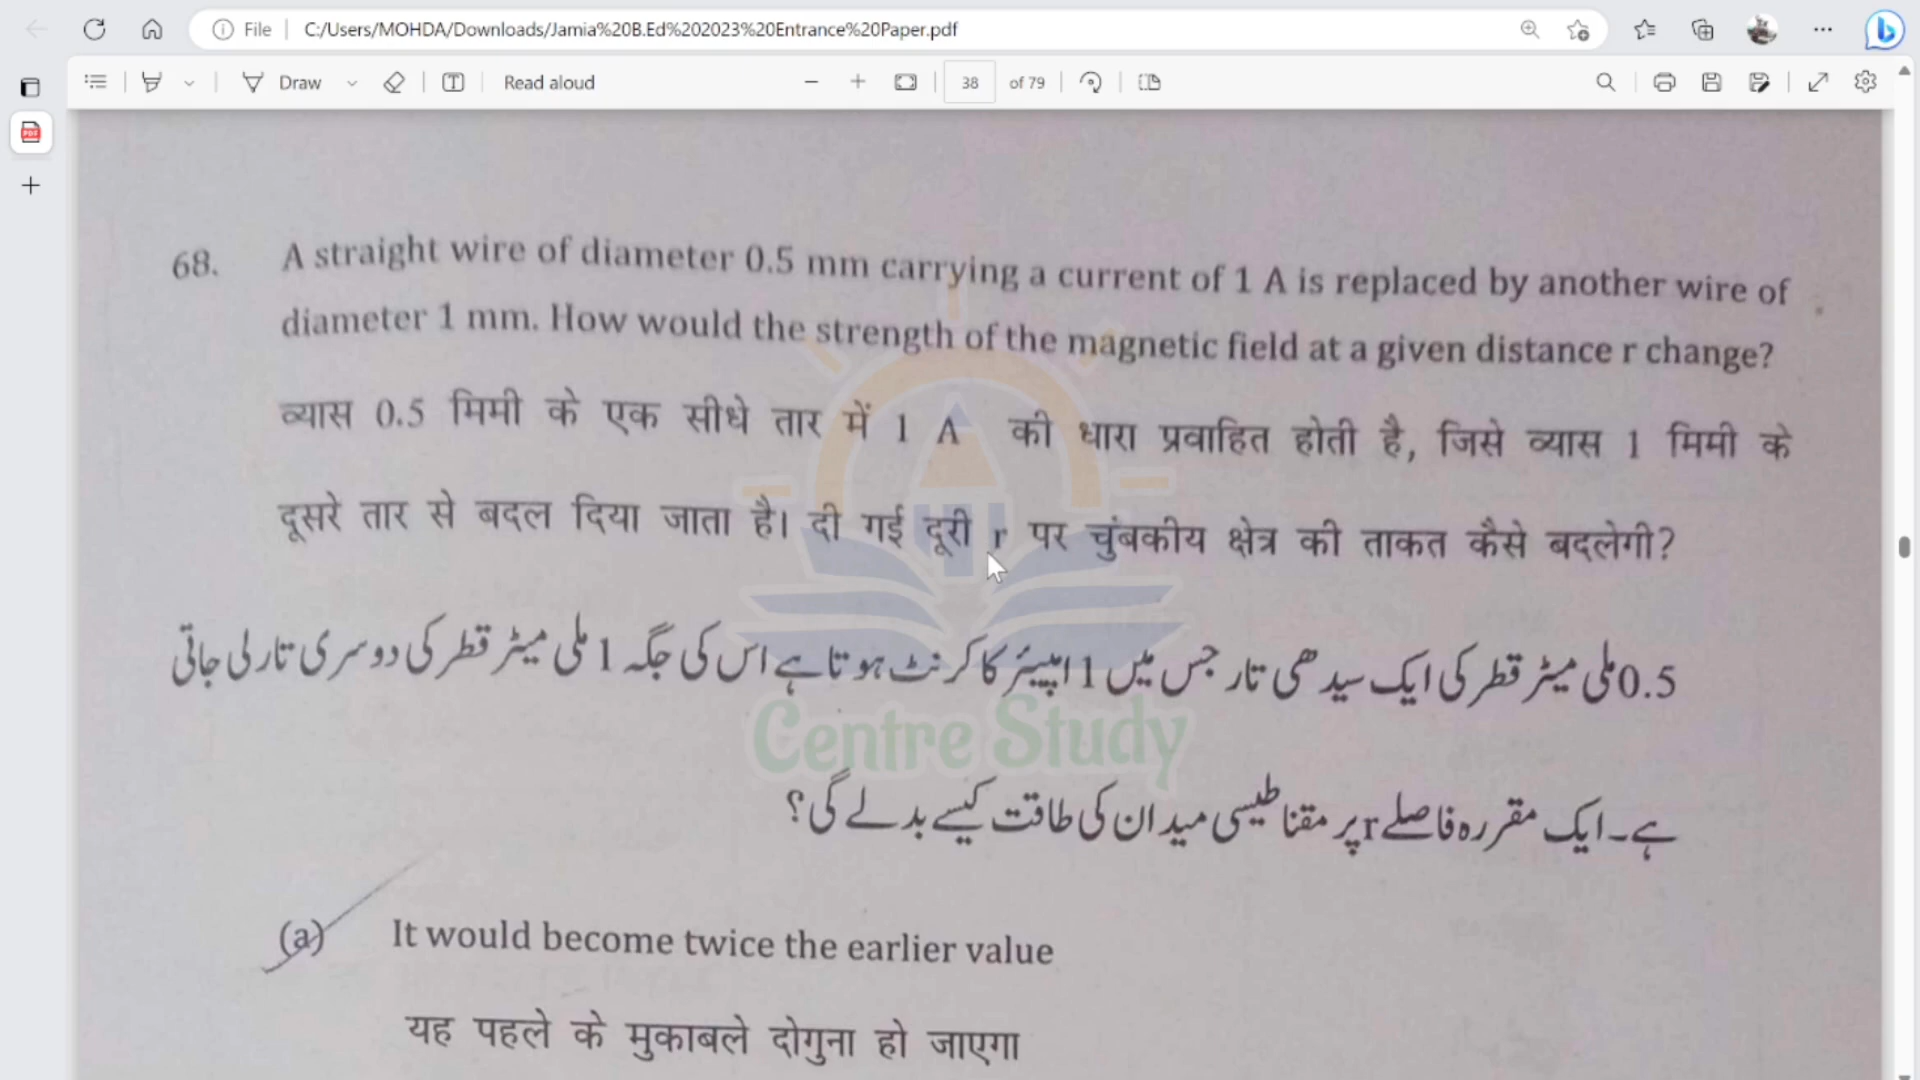 File
C:/Users/MOHDA/Downloads/Jamia%20B.Ed%202023%20Entrance%20Paper.pdf
Draw
Read aloud
38
of 79
68. A straight wire of diameter 0.5 mm carrying a current of 1 A is replaced by another wire of
diameter 1 mm. How would the strength of the magnetic field at a given distance r change?
व्यास 0.5 मिमी के एक सीधे तार में 1 A की धारा प्रवाहित होती है, जिसे व्यास 1 मिमी के
दूसरे तार से बदल दिया जाता है। दी गई दूरी r पर चुंबकीय क्षेत्र की ताकत कैसे बदलेगी?
0.5 ملی میٹر قطر کی ایک سیدھی تار جس میں 1 امپیئر کا کرنٹ ہوتا ہے اس کی جگہ 1 ملی میٹر قطر کی دوسری تار لی جاتی
Centre Study
ہے۔ ایک مقررہ فاصلے r پر مقناطیسی میدان کی طاقت کیسے بدلے گی؟
(a) It would become twice the earlier value
यह पहले के मुकाबले दोगुना हो जाएगा